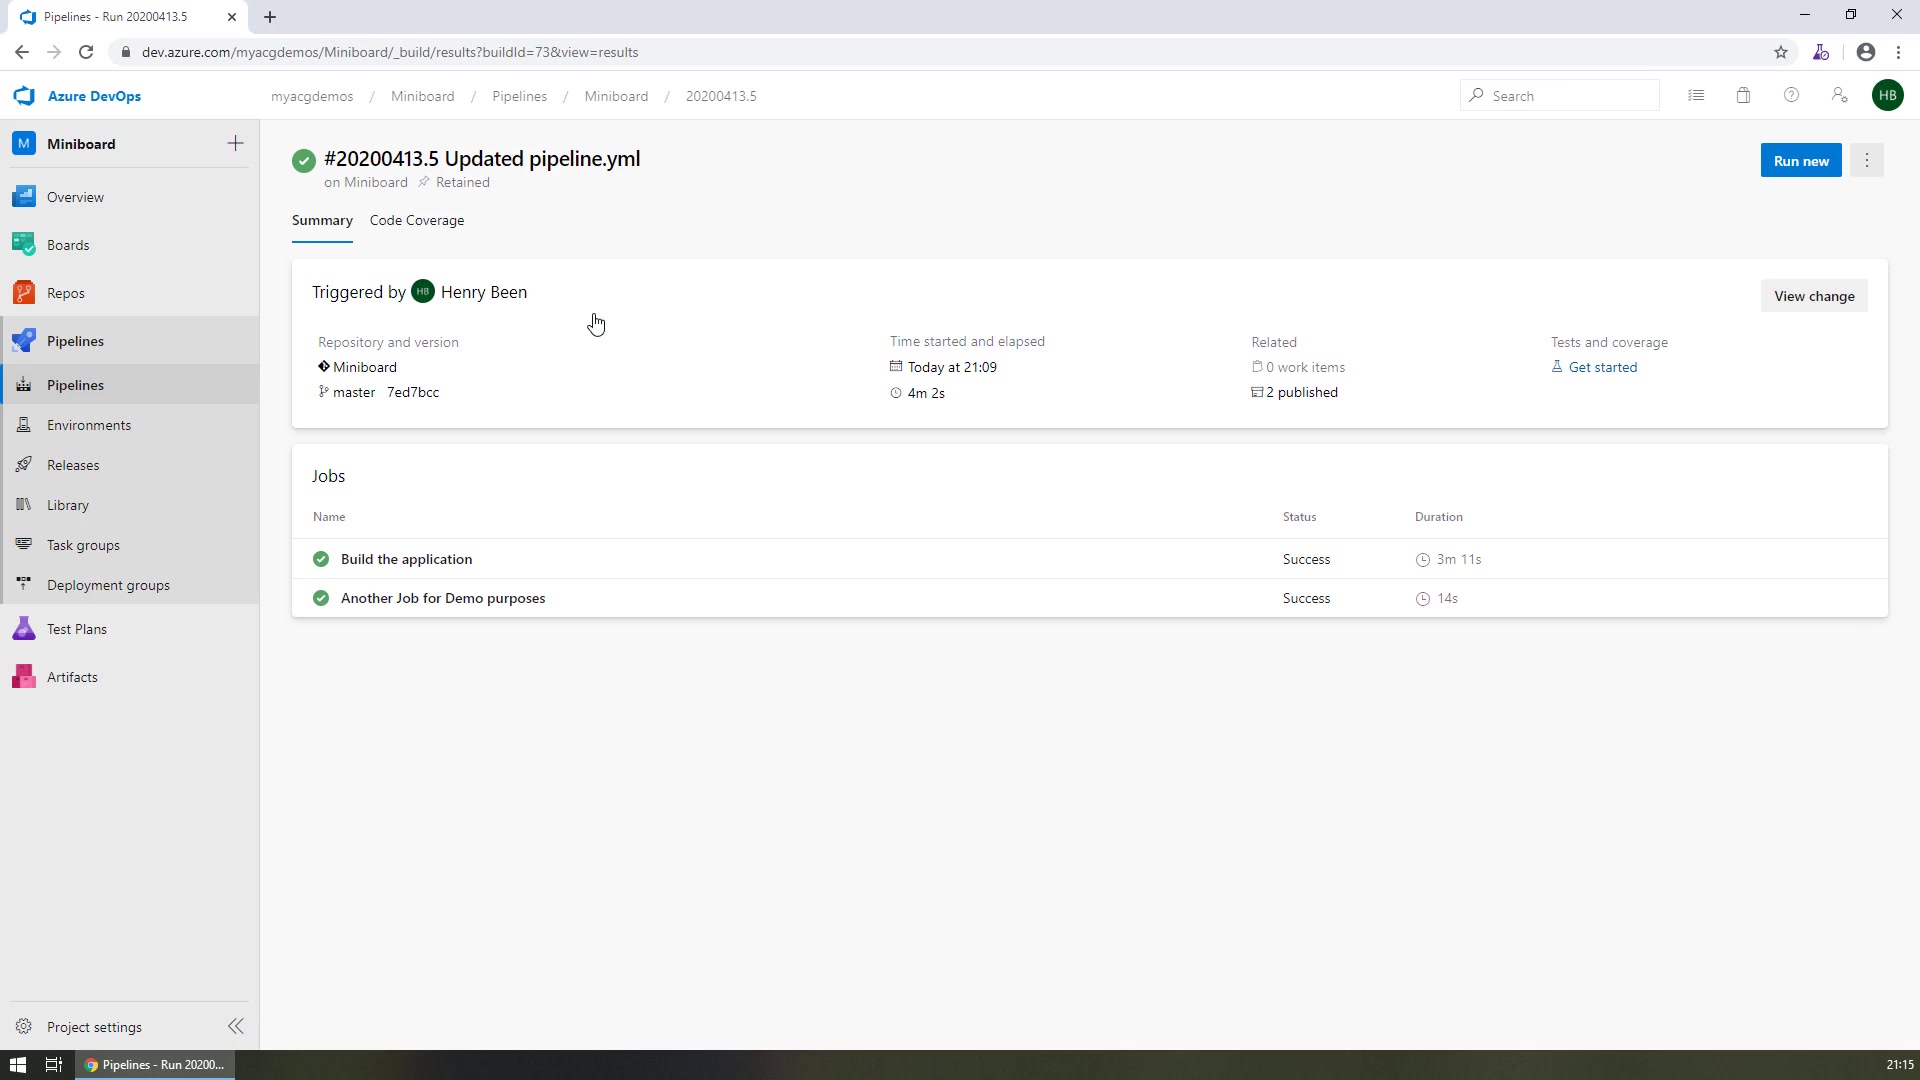 Pipelines - Run 20200413.5
dev.azure.com/myacgdemos/Miniboard/_build/results?buildId=73&view=results
Azure DevOps
myacgdemos / Miniboard / Pipelines / Miniboard / 20200413.5
Search
HB
M Miniboard
Overview
Boards
Repos
Pipelines
Pipelines
Environments
Releases
Library
Task groups
Deployment groups
Test Plans
Artifacts
Project settings
#20200413.5 Updated pipeline.yml
on Miniboard Retained
Run new
Summary Code Coverage
Triggered by HB Henry Been
View change
Repository and version
Miniboard
master 7ed7bcc
Time started and elapsed
Today at 21:09
4m 2s
Related
0 work items
2 published
Tests and coverage
Get started
Jobs
Name Status Duration
Build the application Success 3m 11s
Another Job for Demo purposes Success 14s
Pipelines - Run 20200...
21:15